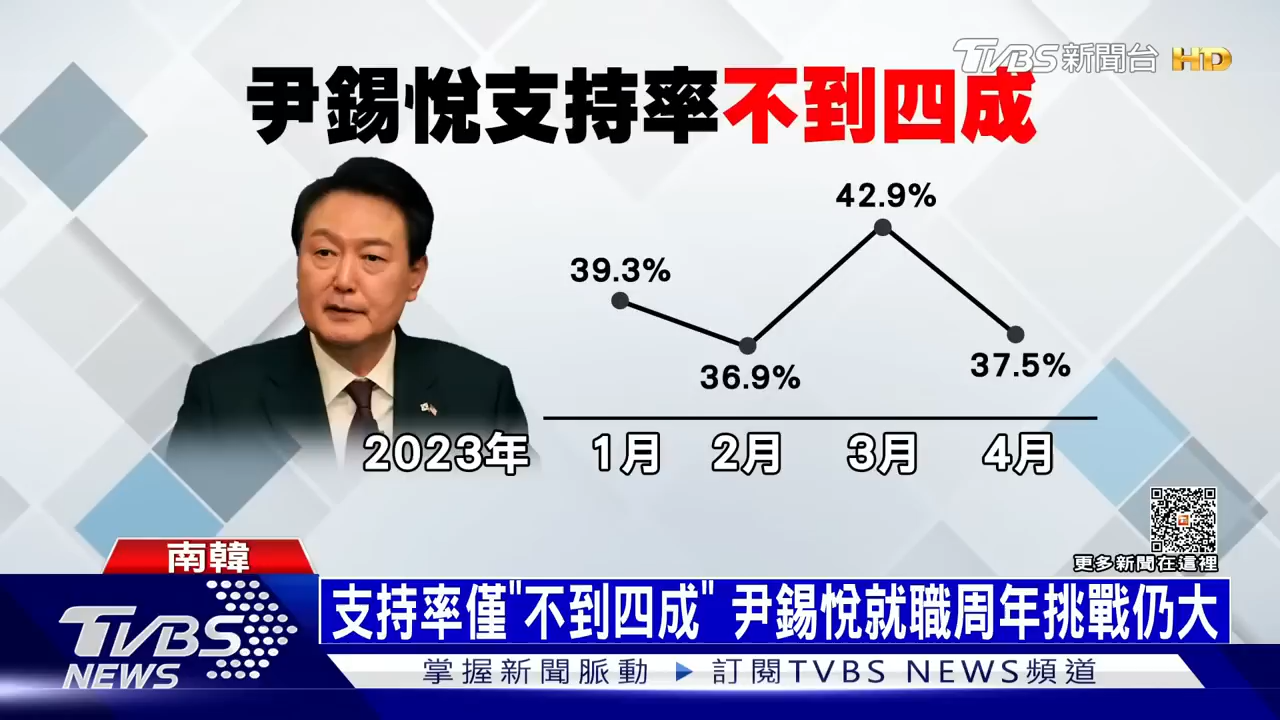 TVBS新聞台 HD
尹錫悅支持率不到四成
42.9%
39.3%
36.9%
37.5%
2023年 1月 2月 3月 4月
更多新聞在這裡
南韓
支持率僅"不到四成" 尹錫悅就職周年挑戰仍大
TVBS NEWS
掌握新聞脈動 ▶ 訂閱TVBS NEWS頻道